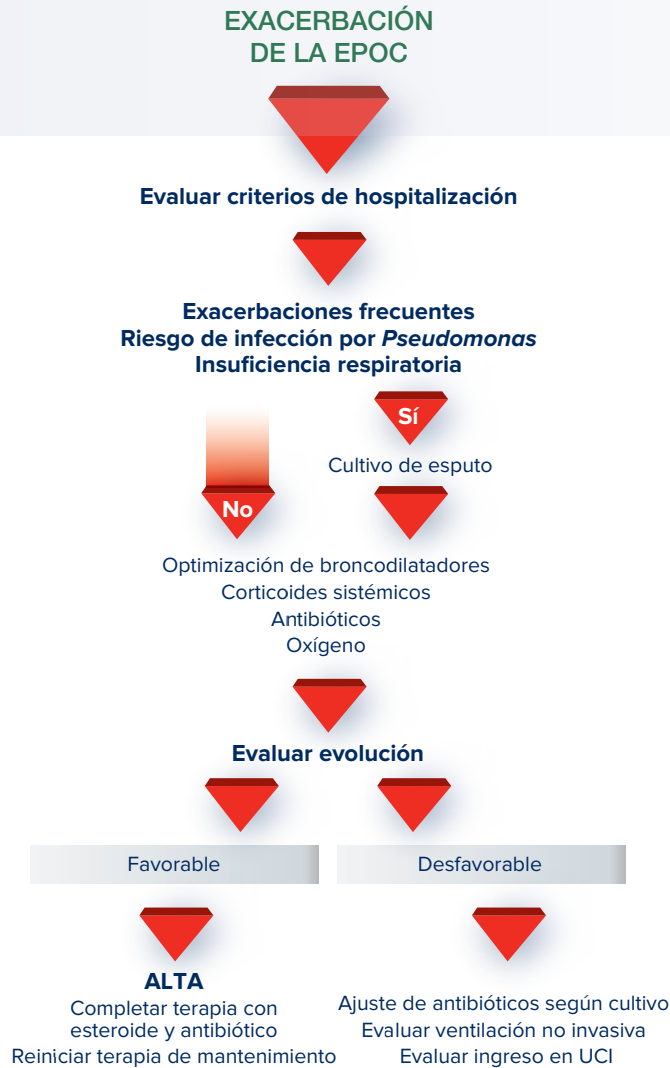 EXACERBACIÓN
DE LA EPOC
Evaluar criterios de hospitalización
Exacerbaciones frecuentes
Riesgo de infección por Pseudomonas
Insuficiencia respiratoria
Sí
Cultivo de esputo
No
Optimización de broncodilatadores
Corticoides sistémicos
Antibióticos
Oxígeno
Evaluar evolución
Favorable
Desfavorable
ALTA
Completar terapia con
esteroide y antibiótico
Reiniciar terapia de mantenimiento
Ajuste de antibióticos según cultivo
Evaluar ventilación no invasiva
Evaluar ingreso en UCI